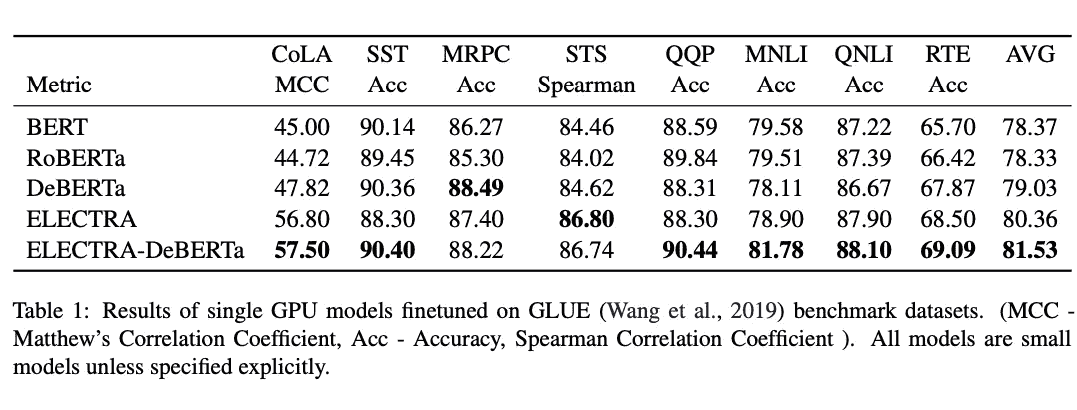 CoLA SST MRPC STS QQP MNLI QNLI RTE AVG
Metric MCC Acc Acc Spearman Acc Acc Acc Acc
BERT 45.00 90.14 86.27 84.46 88.59 79.58 87.22 65.70 78.37
RoBERTa 44.72 89.45 85.30 84.02 89.84 79.51 87.39 66.42 78.33
DeBERTa 47.82 90.36 88.49 84.62 88.31 78.11 86.67 67.87 79.03
ELECTRA 56.80 88.30 87.40 86.80 88.30 78.90 87.90 68.50 80.36
ELECTRA-DeBERTa 57.50 90.40 88.22 86.74 90.44 81.78 88.10 69.09 81.53
Table 1: Results of single GPU models finetuned on GLUE (Wang et al., 2019) benchmark datasets. (MCC -
Matthew's Correlation Coefficient, Acc - Accuracy, Spearman Correlation Coefficient ). All models are small
models unless specified explicitly.